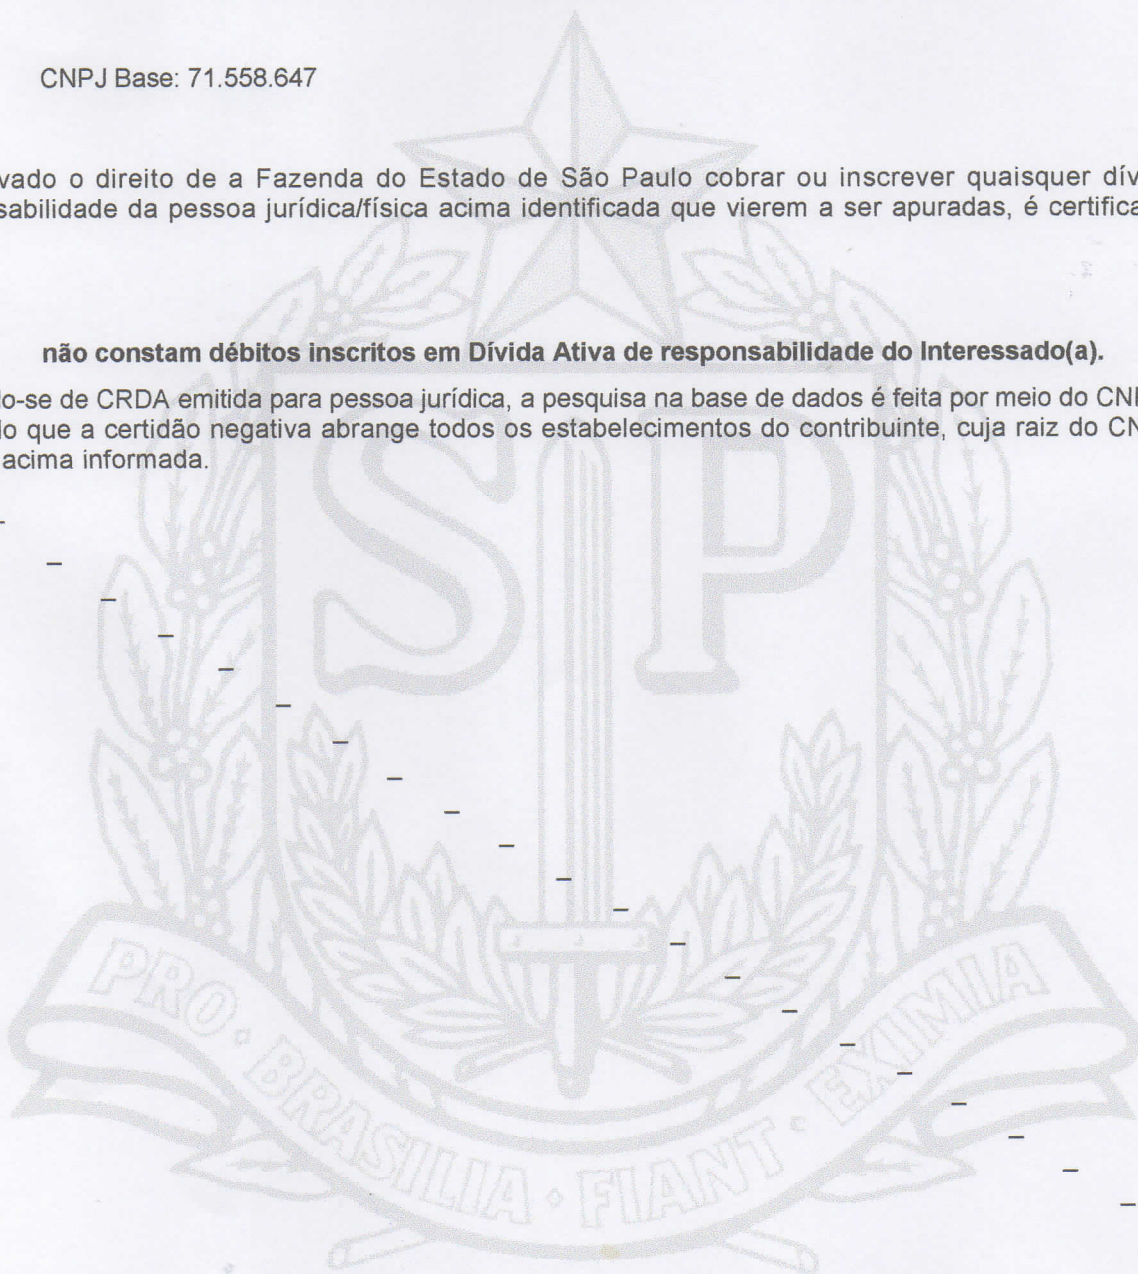 CNPJ Base: 71.558.647
vado o direito de a Fazenda do Estado de São Paulo cobrar ou inscrever quaisquer dív
sabilidade da pessoa jurídica/física acima identificada que vierem a ser apuradas, é certifica
não constam débitos inscritos em Dívida Ativa de responsabilidade do Interessado(a).
o-se de CRDA emitida para pessoa jurídica, a pesquisa na base de dados é feita por meio do CN
o que a certidão negativa abrange todos os estabelecimentos do contribuinte, cuja raiz do CN
acima informada.
SP
PRO · BRASILIA · FIANT · EXIMIA